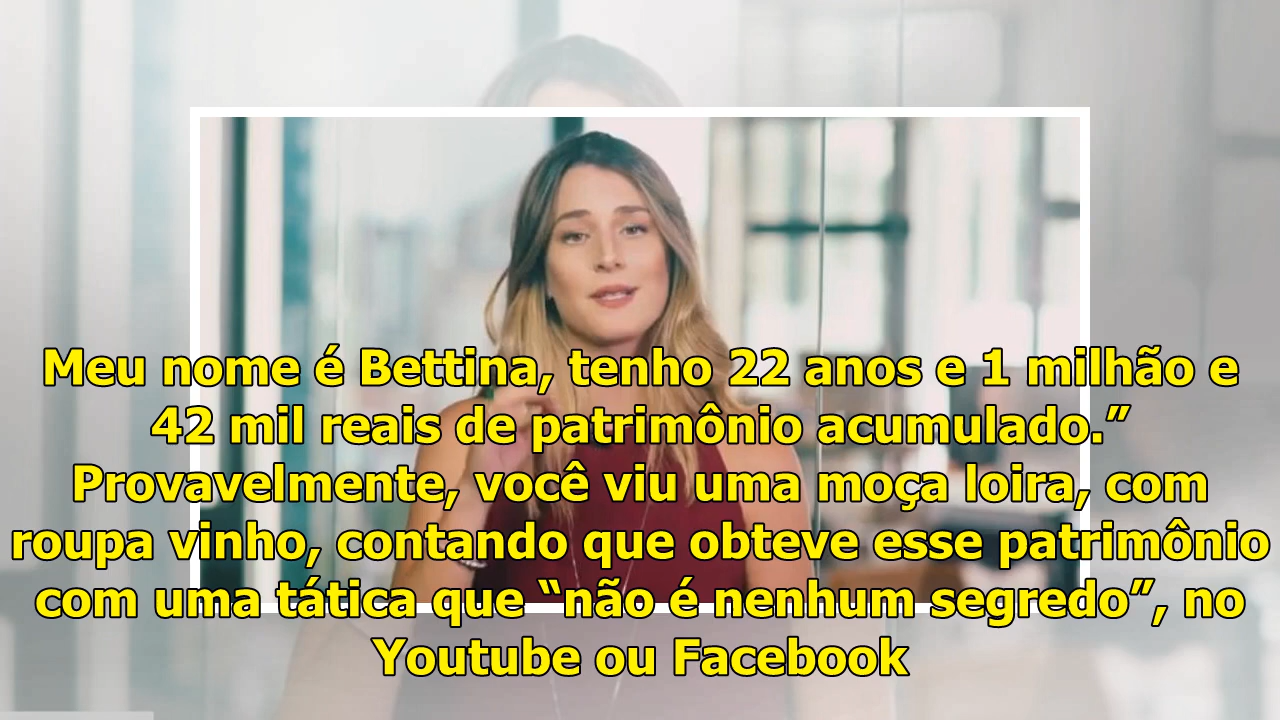 Meu nome é Bettina, tenho 22 anos e 1 milhão e
42 mil reais de patrimônio acumulado.”
Provavelmente, você viu uma moça loira, com
roupa vinho, contando que obteve esse patrimônio
com uma tática que “não é nenhum segredo”, no
Youtube ou Facebook